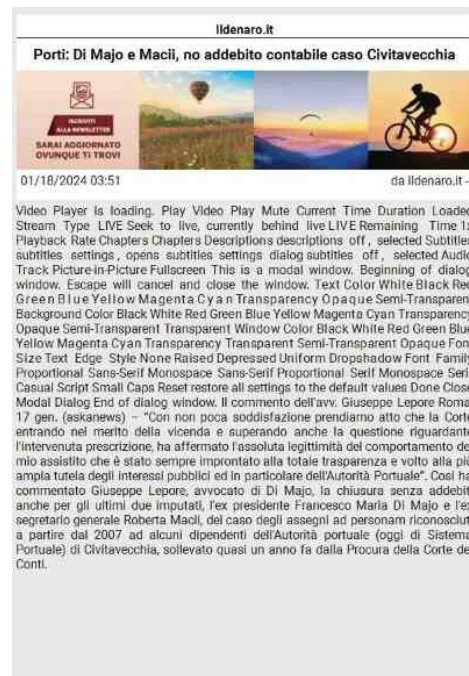 Ildenaro.it
Porti: Di Majo e Macii, no addebito contabile caso Civitavecchia
ISCRIVITI
ALLA NEWSLETTER
SARAI AGGIORNATO
OVUNQUE TI TROVI
01/18/2024 03:51
da Ildenaro.it -
Video Player is loading. Play Video Play Mute Current Time Duration Loaded
Stream Type LIVE Seek to live, currently behind live LIVE Remaining Time 1x
Playback Rate Chapters Chapters Descriptions descriptions off , selected Subtitles
subtitles settings , opens subtitles settings dialog subtitles off , selected Audio
Track Picture-in-Picture Fullscreen This is a modal window. Beginning of dialog
window. Escape will cancel and close the window. Text Color White Black Red
Green Blue Yellow Magenta Cyan Transparency Opaque Semi-Transparent
Background Color Black White Red Green Blue Yellow Magenta Cyan Transparency
Opaque Semi-Transparent Transparent Window Color Black White Red Green Blue
Yellow Magenta Cyan Transparency Transparent Semi-Transparent Opaque Font
Size Text Edge Style None Raised Depressed Uniform Dropshadow Font Family
Proportional Sans-Serif Monospace Sans-Serif Proportional Serif Monospace Serif
Casual Script Small Caps Reset restore all settings to the default values Done Close
Modal Dialog End of dialog window. Il commento dell'avv. Giuseppe Lepore Roma,
17 gen. (askanews) – "Con non poca soddisfazione prendiamo atto che la Corte
entrando nel merito della vicenda e superando anche la questione riguardante
l'intervenuta prescrizione, ha affermato l'assoluta legittimità del comportamento del
mio assistito che è stato sempre improntato alla totale trasparenza e volto alla più
ampia tutela degli interessi pubblici ed in particolare dell'Autorità Portuale". Così ha
commentato Giuseppe Lepore, avvocato di Di Majo, la chiusura senza addebiti
anche per gli ultimi due imputati, l'ex presidente Francesco Maria Di Majo e l'ex
segretario generale Roberta Macii, del caso degli assegni ad personam riconosciuti
a partire dal 2007 ad alcuni dipendenti dell'Autorità portuale (oggi di Sistema
Portuale) di Civitavecchia, sollevato quasi un anno fa dalla Procura della Corte dei
Conti.